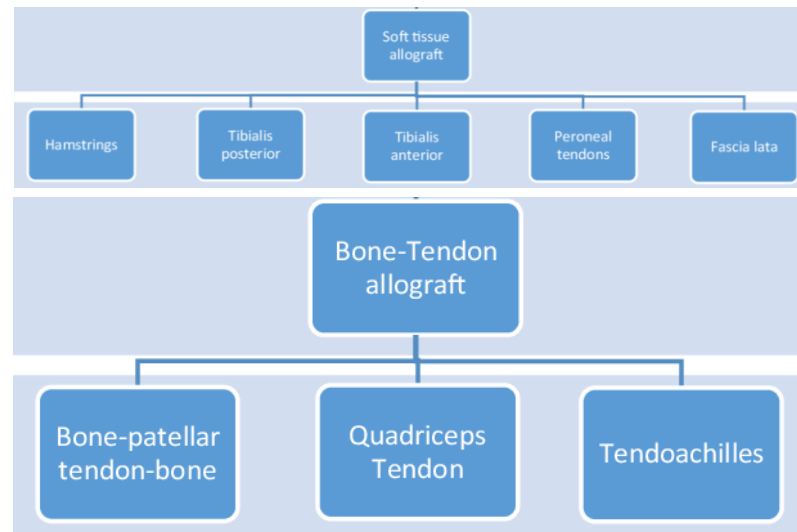 Soft tissue
allograft
Hamstrings
Tibialis
posterior
Tibialis
anterior
Peroneal
tendons
Fascia lata
Bone-Tendon
allograft
Bone-patellar
tendon-bone
Quadriceps
Tendon
Tendoachilles